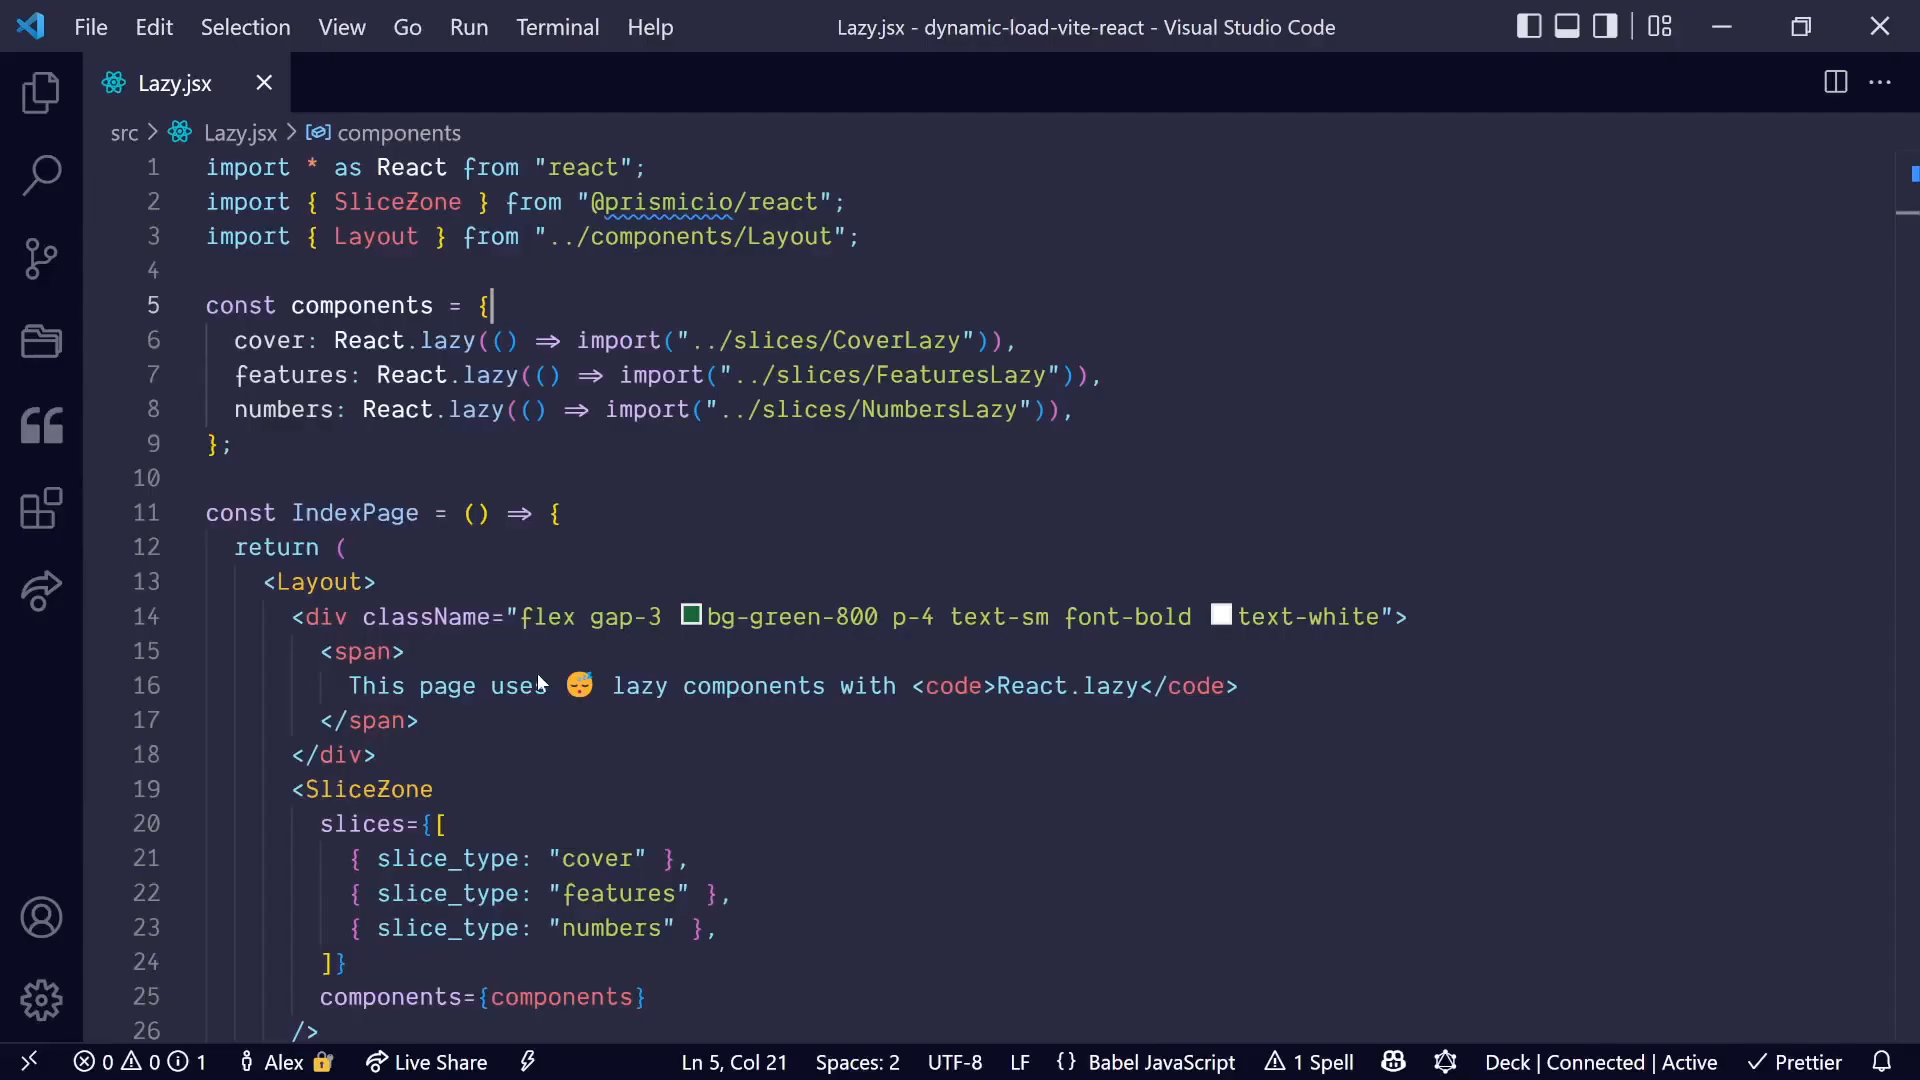 File Edit Selection View Go Run Terminal Help Lazy.jsx - dynamic-load-vite-react - Visual Studio Code
Lazy.jsx
src > Lazy.jsx > components
1 import * as React from "react";
2 import { SliceZone } from "@prismicio/react";
3 import { Layout } from "../components/Layout";
4
5 const components = {
6 cover: React.lazy(() => import("../slices/CoverLazy")),
7 features: React.lazy(() => import("../slices/FeaturesLazy")),
8 numbers: React.lazy(() => import("../slices/NumbersLazy")),
9 };
10
11 const IndexPage = () => {
12 return (
13 <Layout>
14 <div className="flex gap-3 bg-green-800 p-4 text-sm font-bold text-white">
15 <span>
16 This page uses 😴 lazy components with <code>React.lazy</code>
17 </span>
18 </div>
19 <SliceZone
20 slices={[
21 { slice_type: "cover" },
22 { slice_type: "features" },
23 { slice_type: "numbers" },
24 ]}
25 components={components}
26 />
0 0 1 Alex 🔐 Live Share Ln 5, Col 21 Spaces: 2 UTF-8 LF {} Babel JavaScript 1 Spell Deck | Connected | Active Prettier